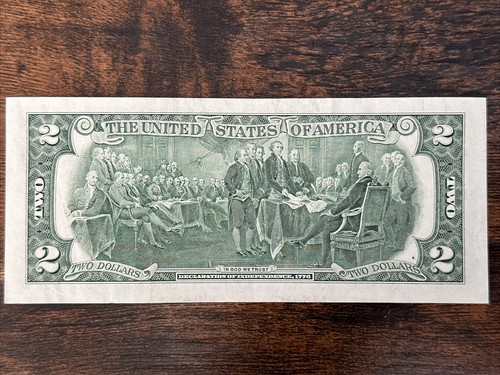 2 THE UNITED STATES OF AMERICA 2
TWO TWO
2 TWO DOLLARS IN GOD WE TRUST TWO DOLLARS 2
DECLARATION OF INDEPENDENCE, 1776